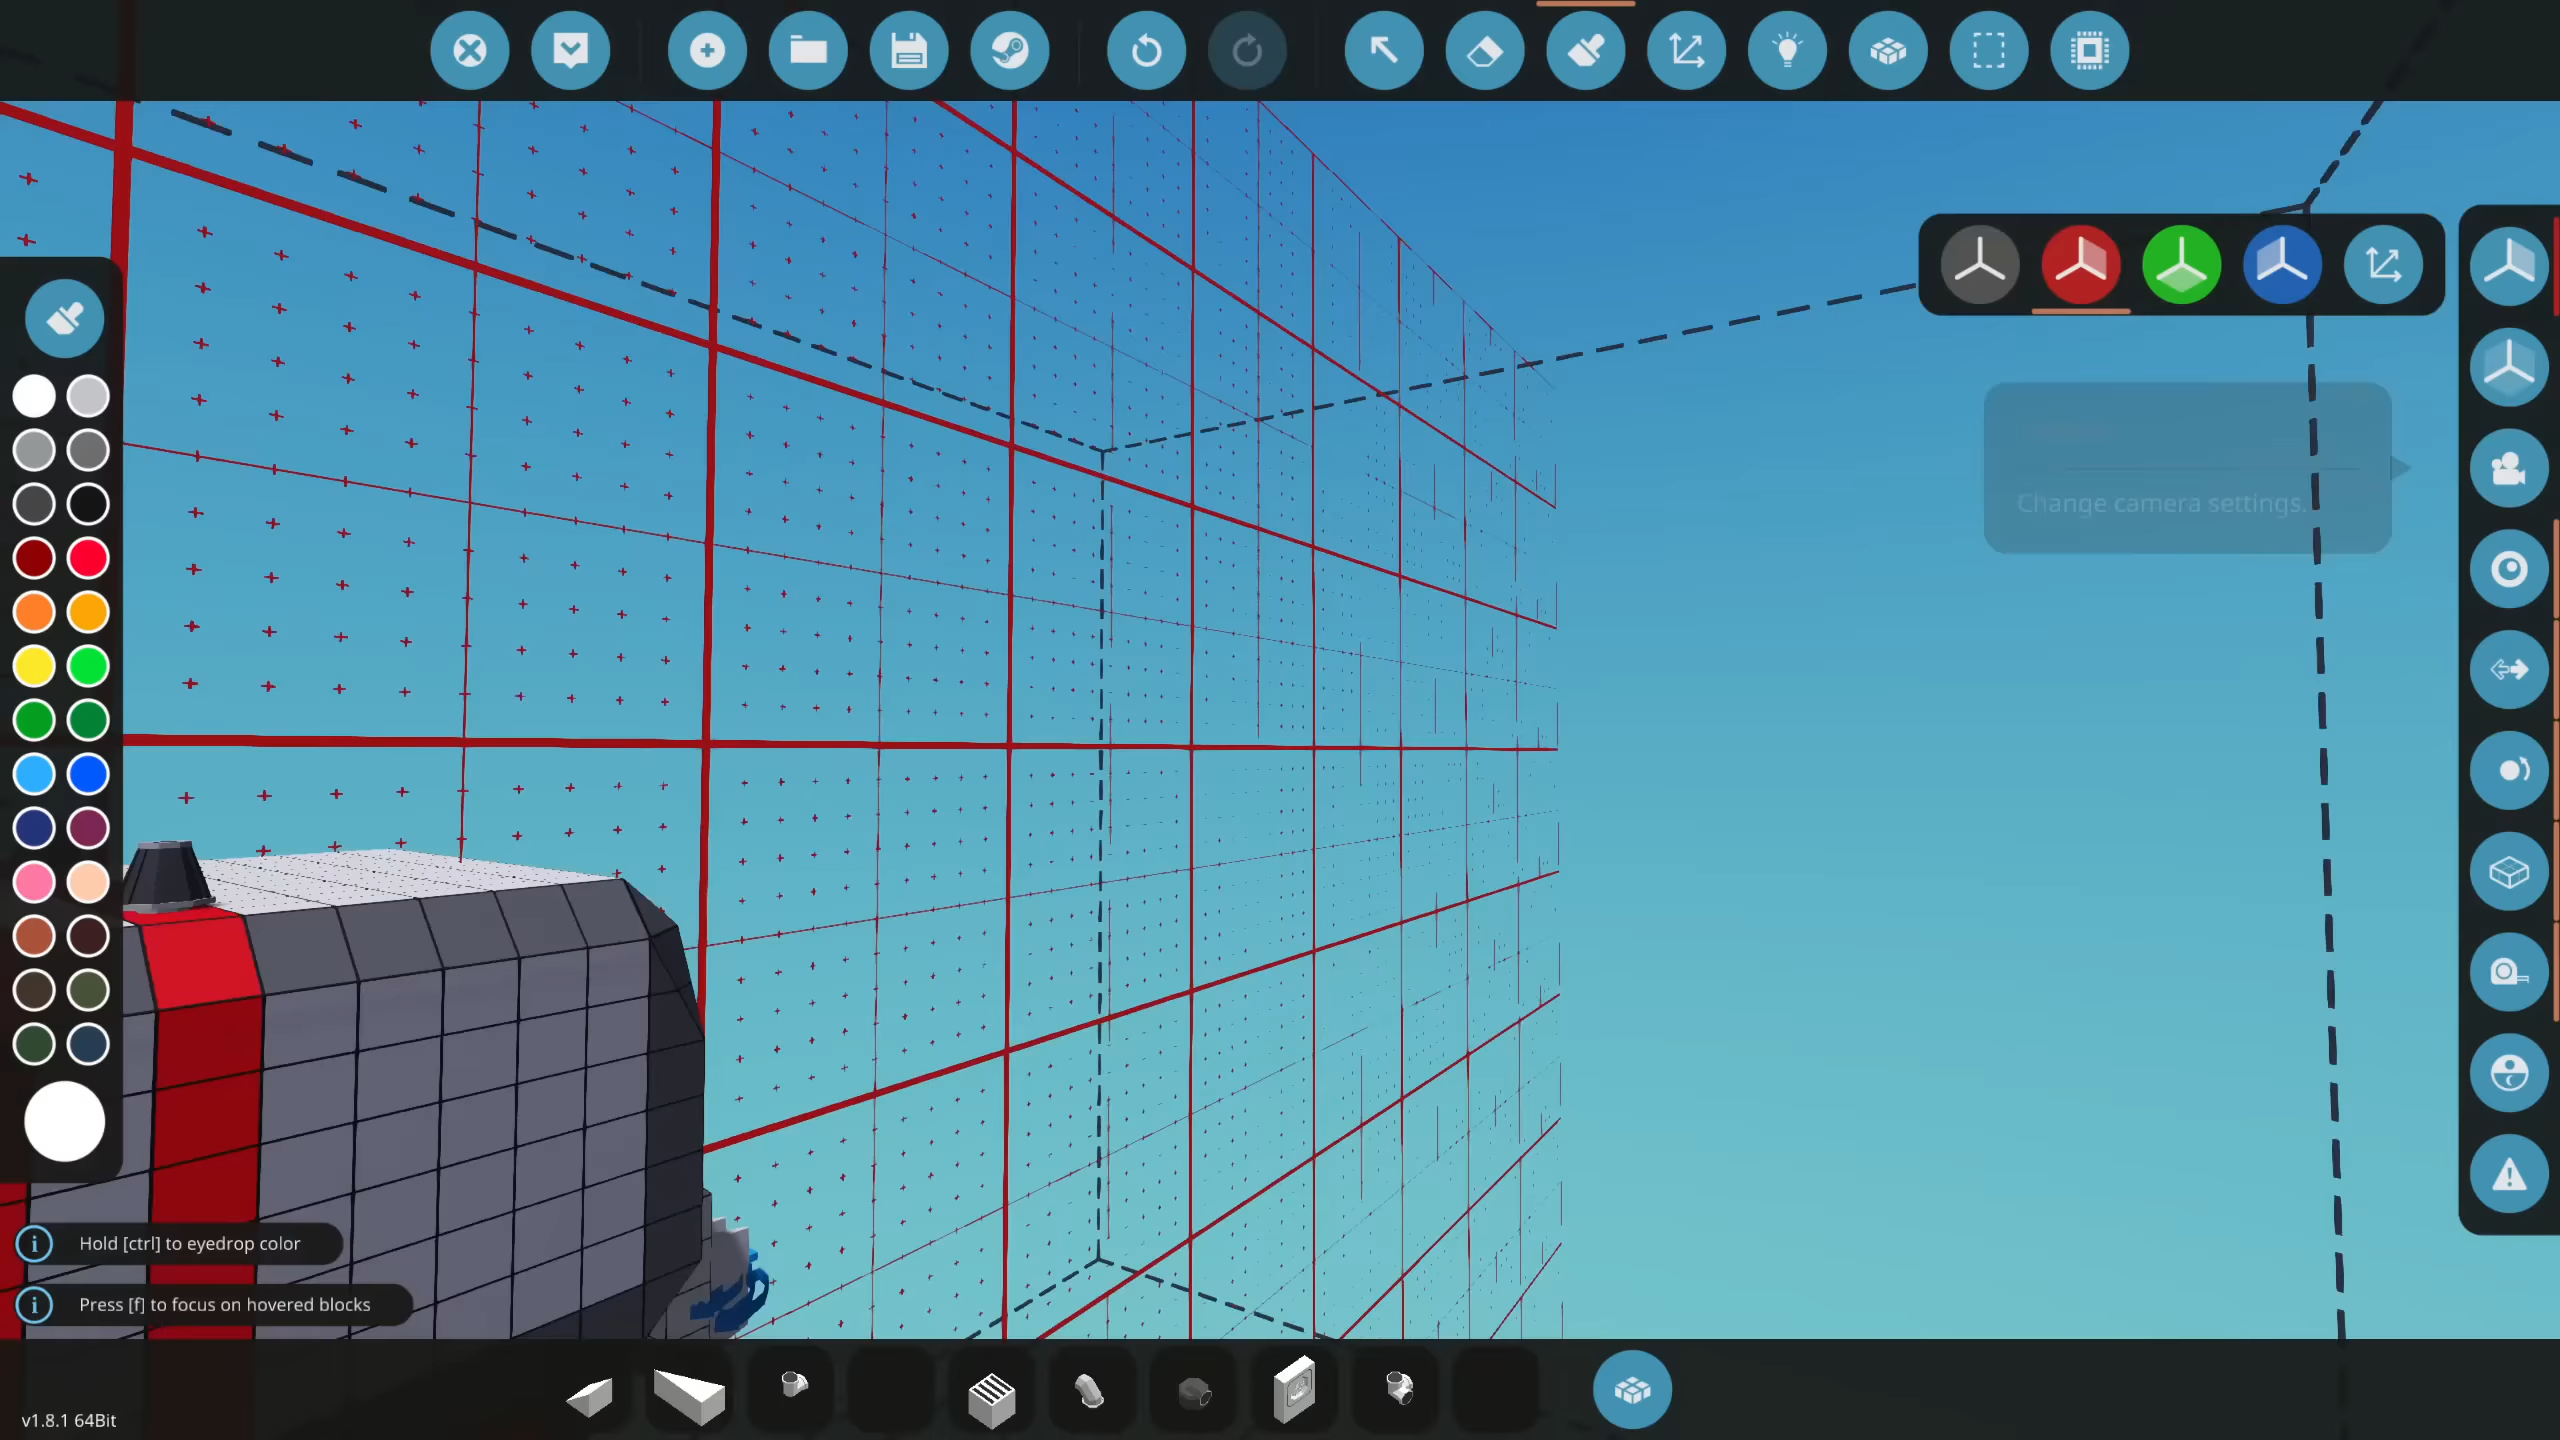 Change camera settings.
Hold [ctrl] to eyedrop color
Press [f] to focus on hovered blocks
v1.8.1 64Bit